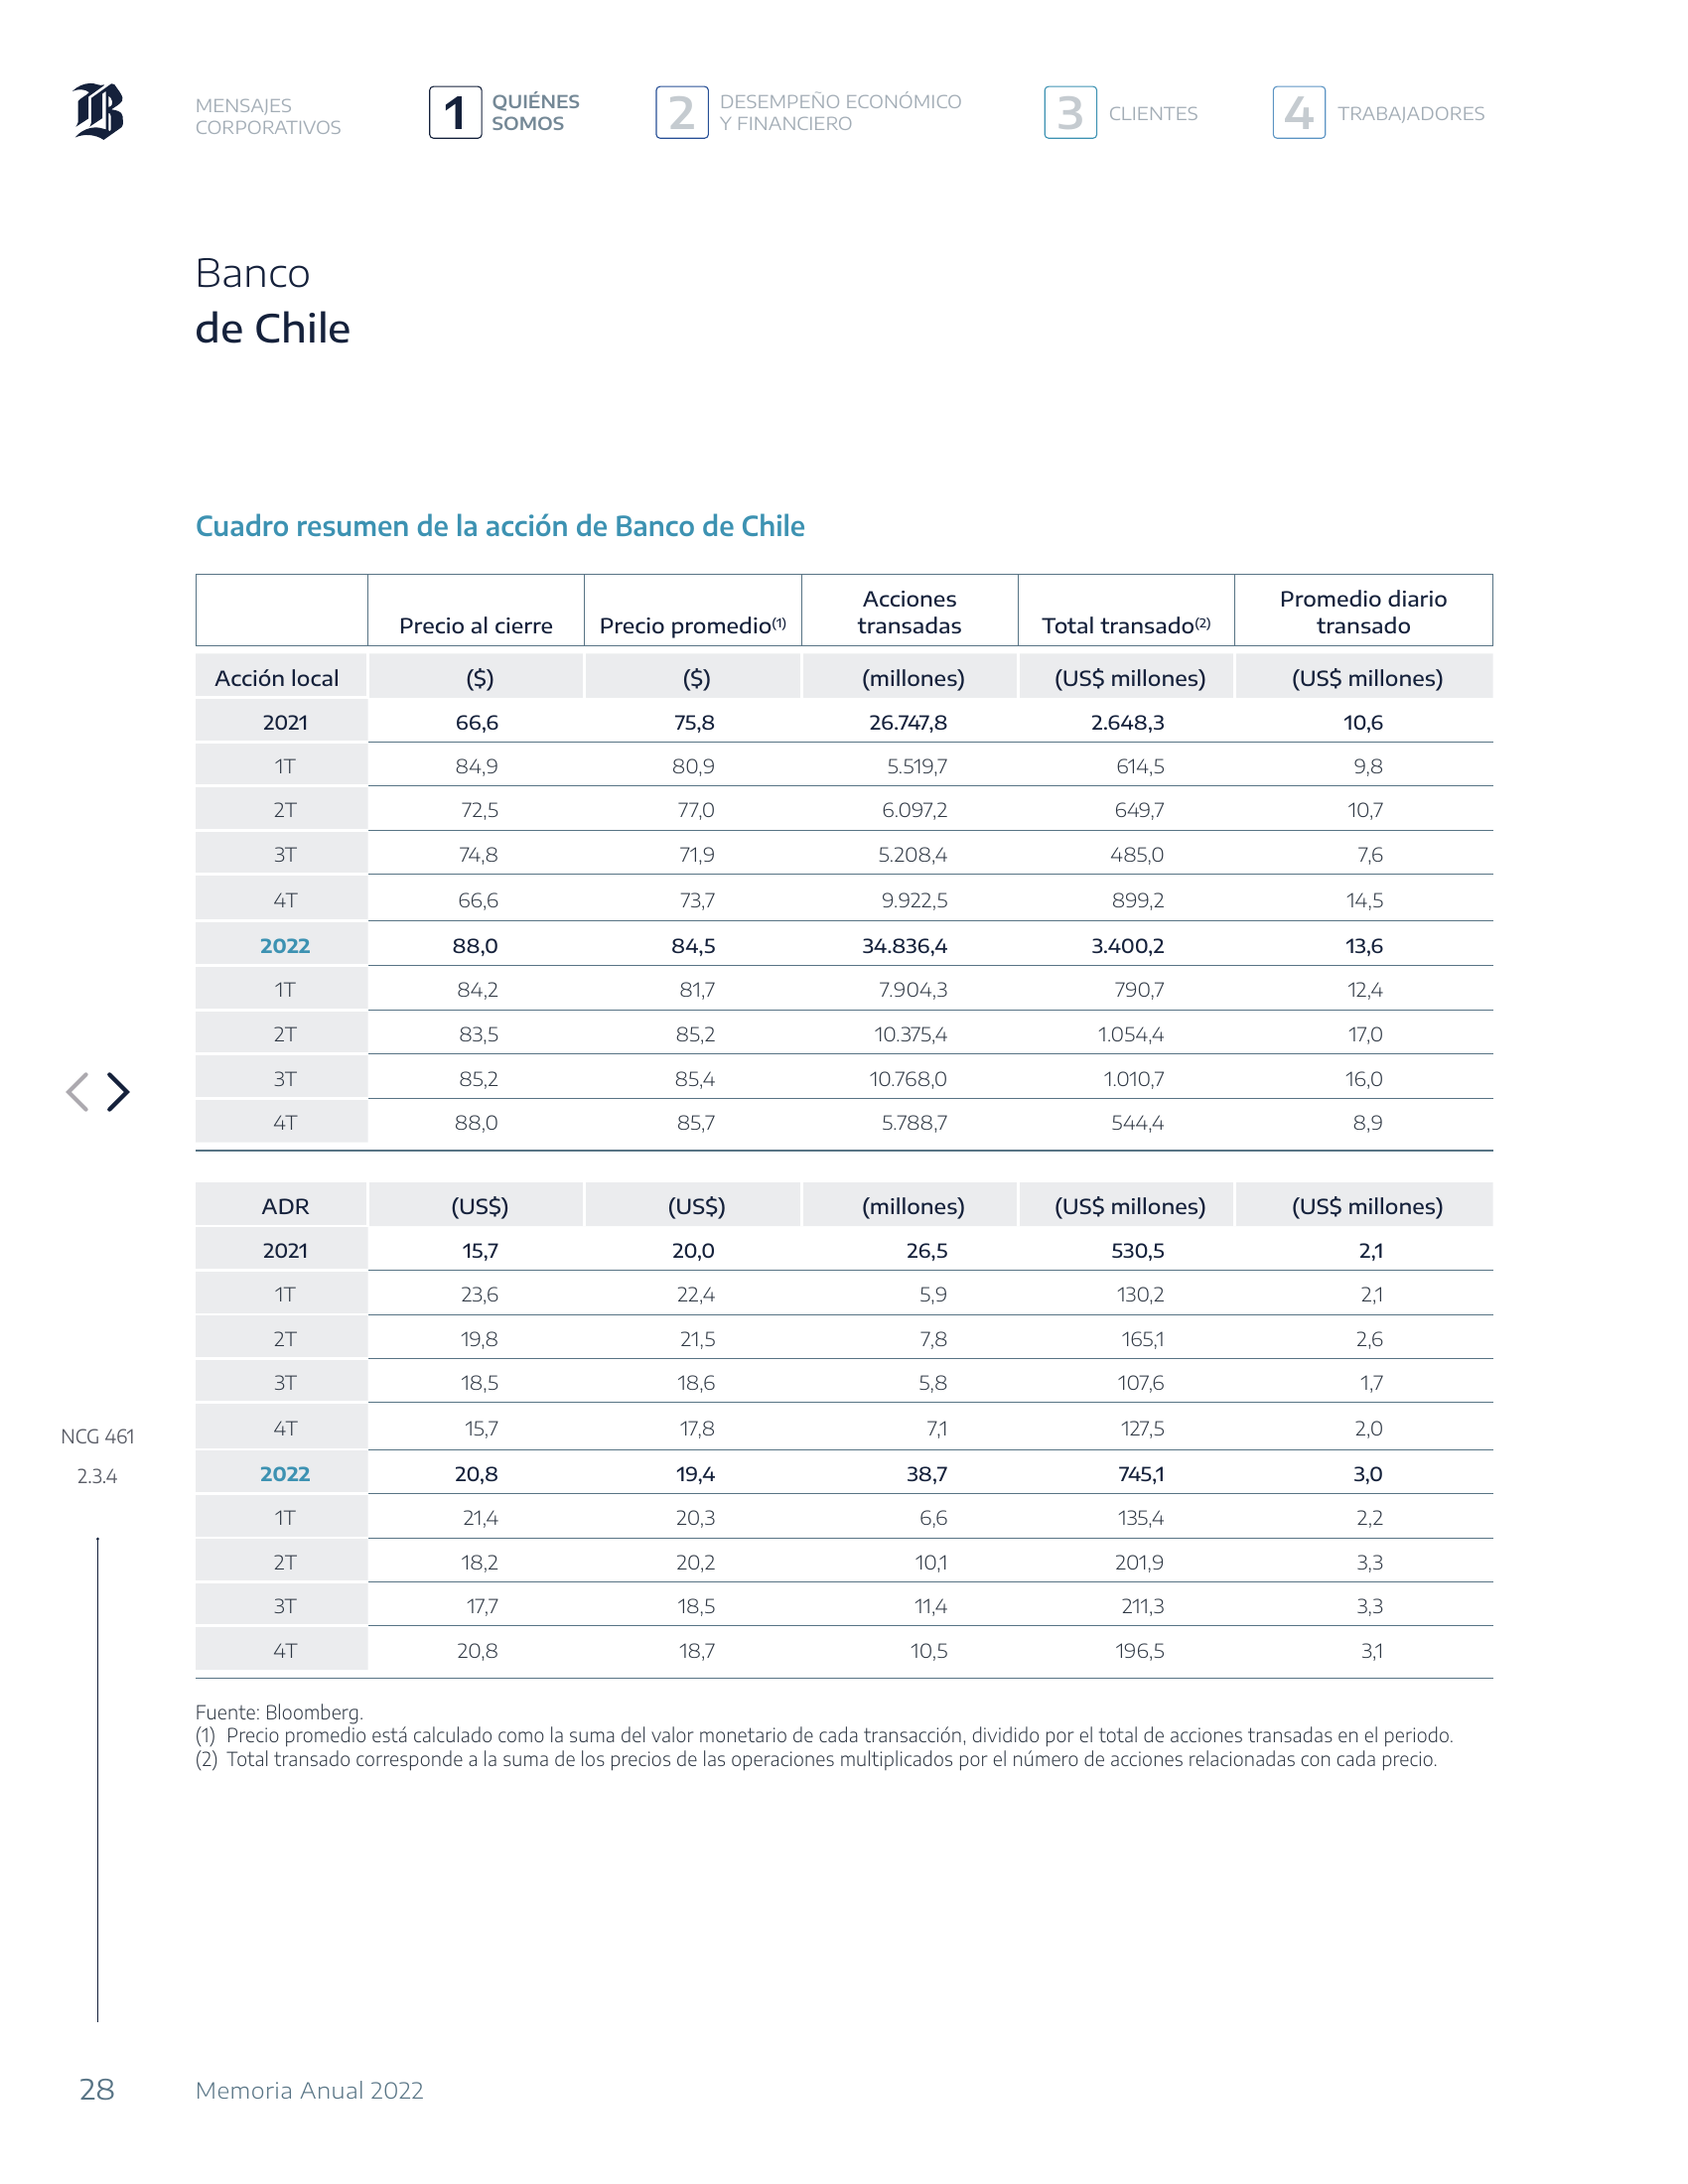 MENSAJES
CORPORATIVOS
1 QUIÉNES
SOMOS
2 DESEMPEÑO ECONÓMICO
Y FINANCIERO
3 CLIENTES
4 TRABAJADORES
Banco
de Chile
Cuadro resumen de la acción de Banco de Chile
Precio al cierre Precio promedio(1) Acciones transadas Total transado(2) Promedio diario transado
Acción local ($) ($) (millones) (US$ millones) (US$ millones)
2021 66,6 75,8 26.747,8 2.648,3 10,6
1T 84,9 80,9 5.519,7 614,5 9,8
2T 72,5 77,0 6.097,2 649,7 10,7
3T 74,8 71,9 5.208,4 485,0 7,6
4T 66,6 73,7 9.922,5 899,2 14,5
2022 88,0 84,5 34.836,4 3.400,2 13,6
1T 84,2 81,7 7.904,3 790,7 12,4
2T 83,5 85,2 10.375,4 1.054,4 17,0
3T 85,2 85,4 10.768,0 1.010,7 16,0
4T 88,0 85,7 5.788,7 544,4 8,9
ADR (US$) (US$) (millones) (US$ millones) (US$ millones)
2021 15,7 20,0 26,5 530,5 2,1
1T 23,6 22,4 5,9 130,2 2,1
2T 19,8 21,5 7,8 165,1 2,6
3T 18,5 18,6 5,8 107,6 1,7
4T 15,7 17,8 7,1 127,5 2,0
2022 20,8 19,4 38,7 745,1 3,0
1T 21,4 20,3 6,6 135,4 2,2
2T 18,2 20,2 10,1 201,9 3,3
3T 17,7 18,5 11,4 211,3 3,3
4T 20,8 18,7 10,5 196,5 3,1
Fuente: Bloomberg.
(1) Precio promedio está calculado como la suma del valor monetario de cada transacción, dividido por el total de acciones transadas en el periodo.
(2) Total transado corresponde a la suma de los precios de las operaciones multiplicados por el número de acciones relacionadas con cada precio.
NCG 461
2.3.4
28 Memoria Anual 2022